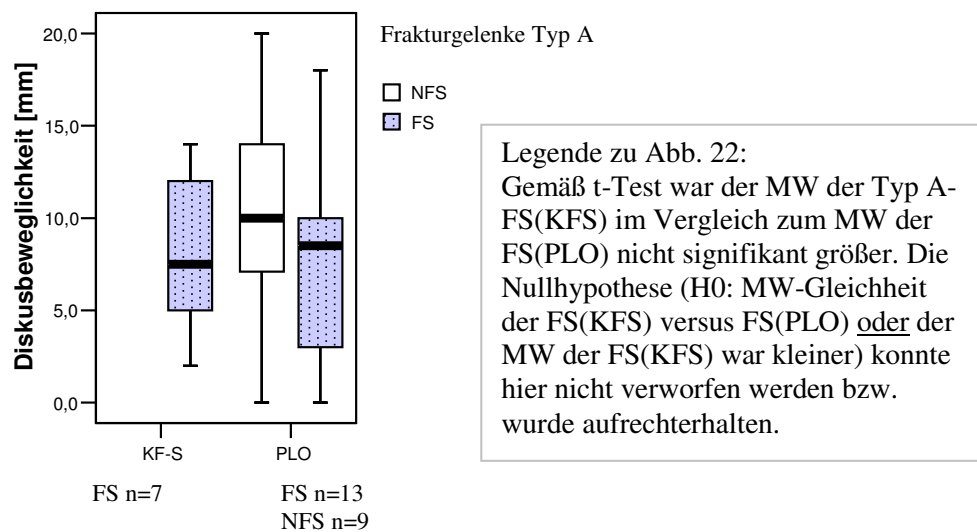 Diskusbeweglichkeit [mm]
20,0
15,0
10,0
5,0
0,0
KF-S
PLO
FS n=7
FS n=13
NFS n=9
Frakturgelenke Typ A
NFS
FS
Legende zu Abb. 22:
Gemäß t-Test war der MW der Typ A-
FS(KFS) im Vergleich zum MW der
FS(PLO) nicht signifikant größer. Die
Nullhypothese (H0: MW-Gleichheit
der FS(KFS) versus FS(PLO) oder der
MW der FS(KFS) war kleiner) konnte
hier nicht verworfen werden bzw.
wurde aufrechterhalten.